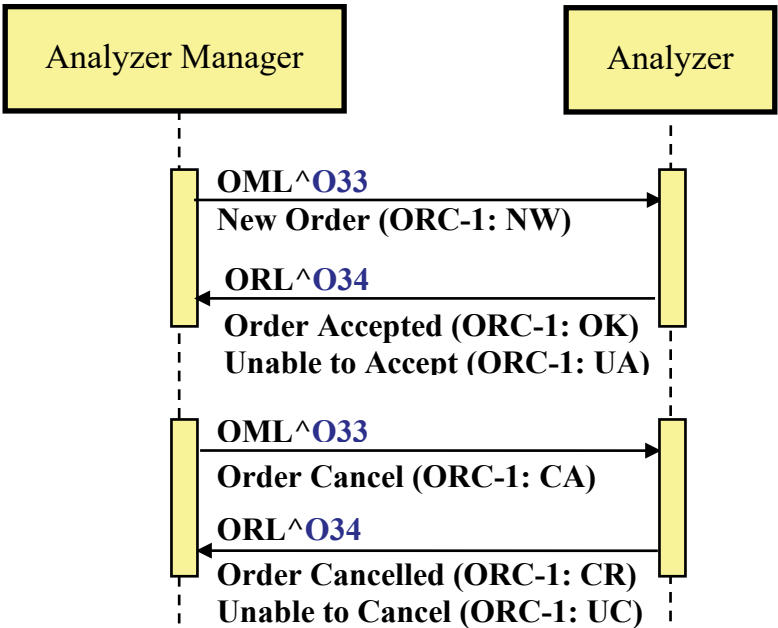 Analyzer Manager
Analyzer
OML^O33
New Order (ORC-1: NW)
ORL^O34
Order Accepted (ORC-1: OK)
Unable to Accept (ORC-1: UA)
OML^O33
Order Cancel (ORC-1: CA)
ORL^O34
Order Cancelled (ORC-1: CR)
Unable to Cancel (ORC-1: UC)